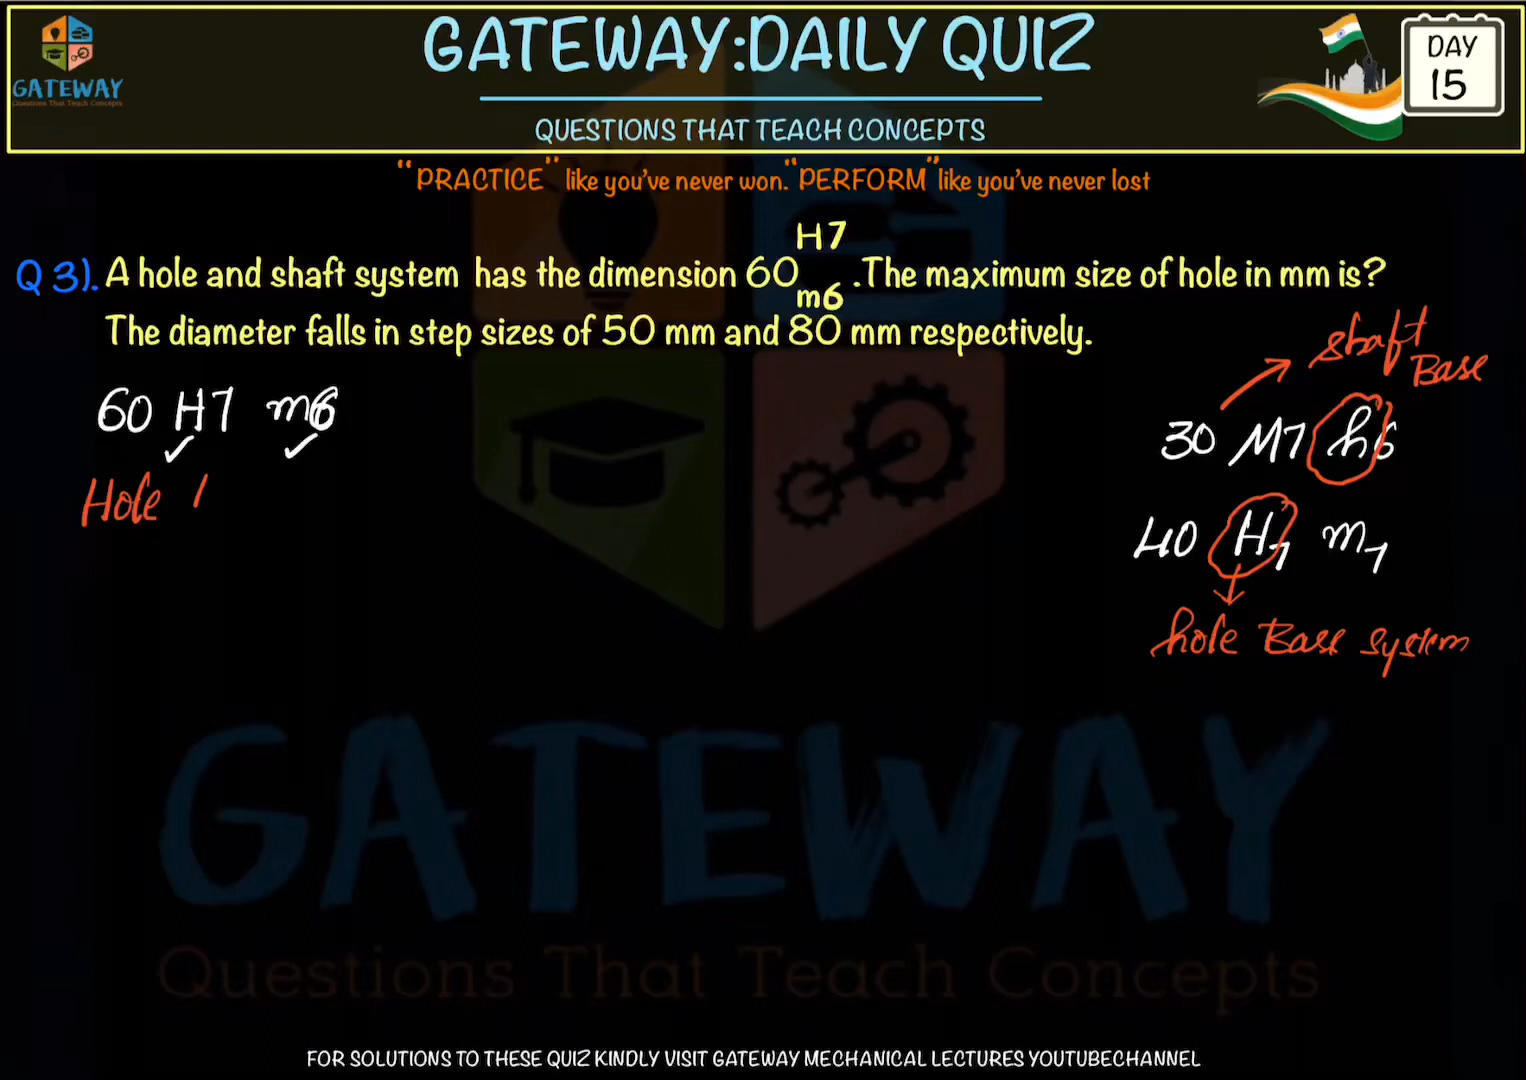 GATEWAY:DAILY QUIZ
QUESTIONS THAT TEACH CONCEPTS
GATEWAY
Questions That Teach Concepts
DAY
15
"PRACTICE" like you've never won. "PERFORM" like you've never lost
Q 3). A hole and shaft system has the dimension 60 H7 m6 .The maximum size of hole in mm is?
The diameter falls in step sizes of 50 mm and 80 mm respectively.
60 H7 m6
Hole
shaft
Base
30 M7 h6
40 H7 m7
hole Base system
GATEWAY
Questions That Teach Concepts
FOR SOLUTIONS TO THESE QUIZ KINDLY VISIT GATEWAY MECHANICAL LECTURES YOUTUBECHANNEL